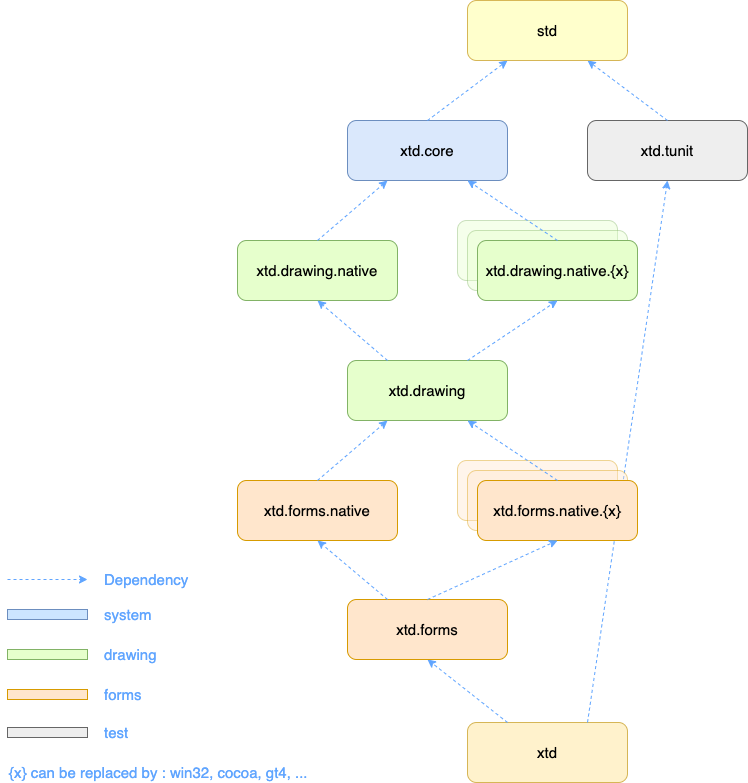 std
xtd.core
xtd.tunit
xtd.drawing.native
xtd.drawing.native.{x}
xtd.drawing
xtd.forms.native
xtd.forms.native.{x}
Dependency
system
xtd.forms
drawing
forms
test
xtd
{x} can be replaced by : win32, cocoa, gt4, ...